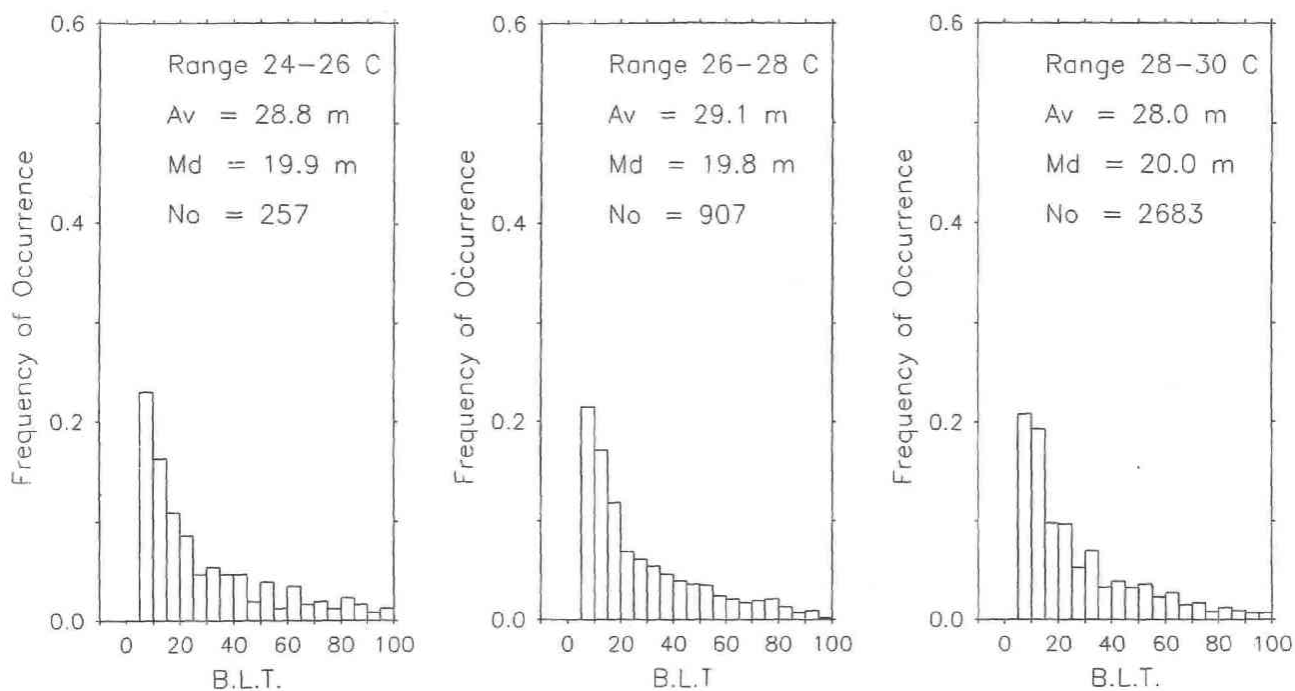 0.6
0.4
0.2
0.0
Frequency of Occurrence
Range 24-26 C
Av = 28.8 m
Md = 19.9 m
No = 257
0 20 40 60 80 100
B.L.T.
0.6
0.4
0.2
0.0
Frequency of Occurrence
Range 26-28 C
Av = 29.1 m
Md = 19.8 m
No = 907
0 20 40 60 80 100
B.L.T
0.6
0.4
0.2
0.0
Frequency of Occurrence
Range 28-30 C
Av = 28.0 m
Md = 20.0 m
No = 2683
0 20 40 60 80 100
B.L.T.